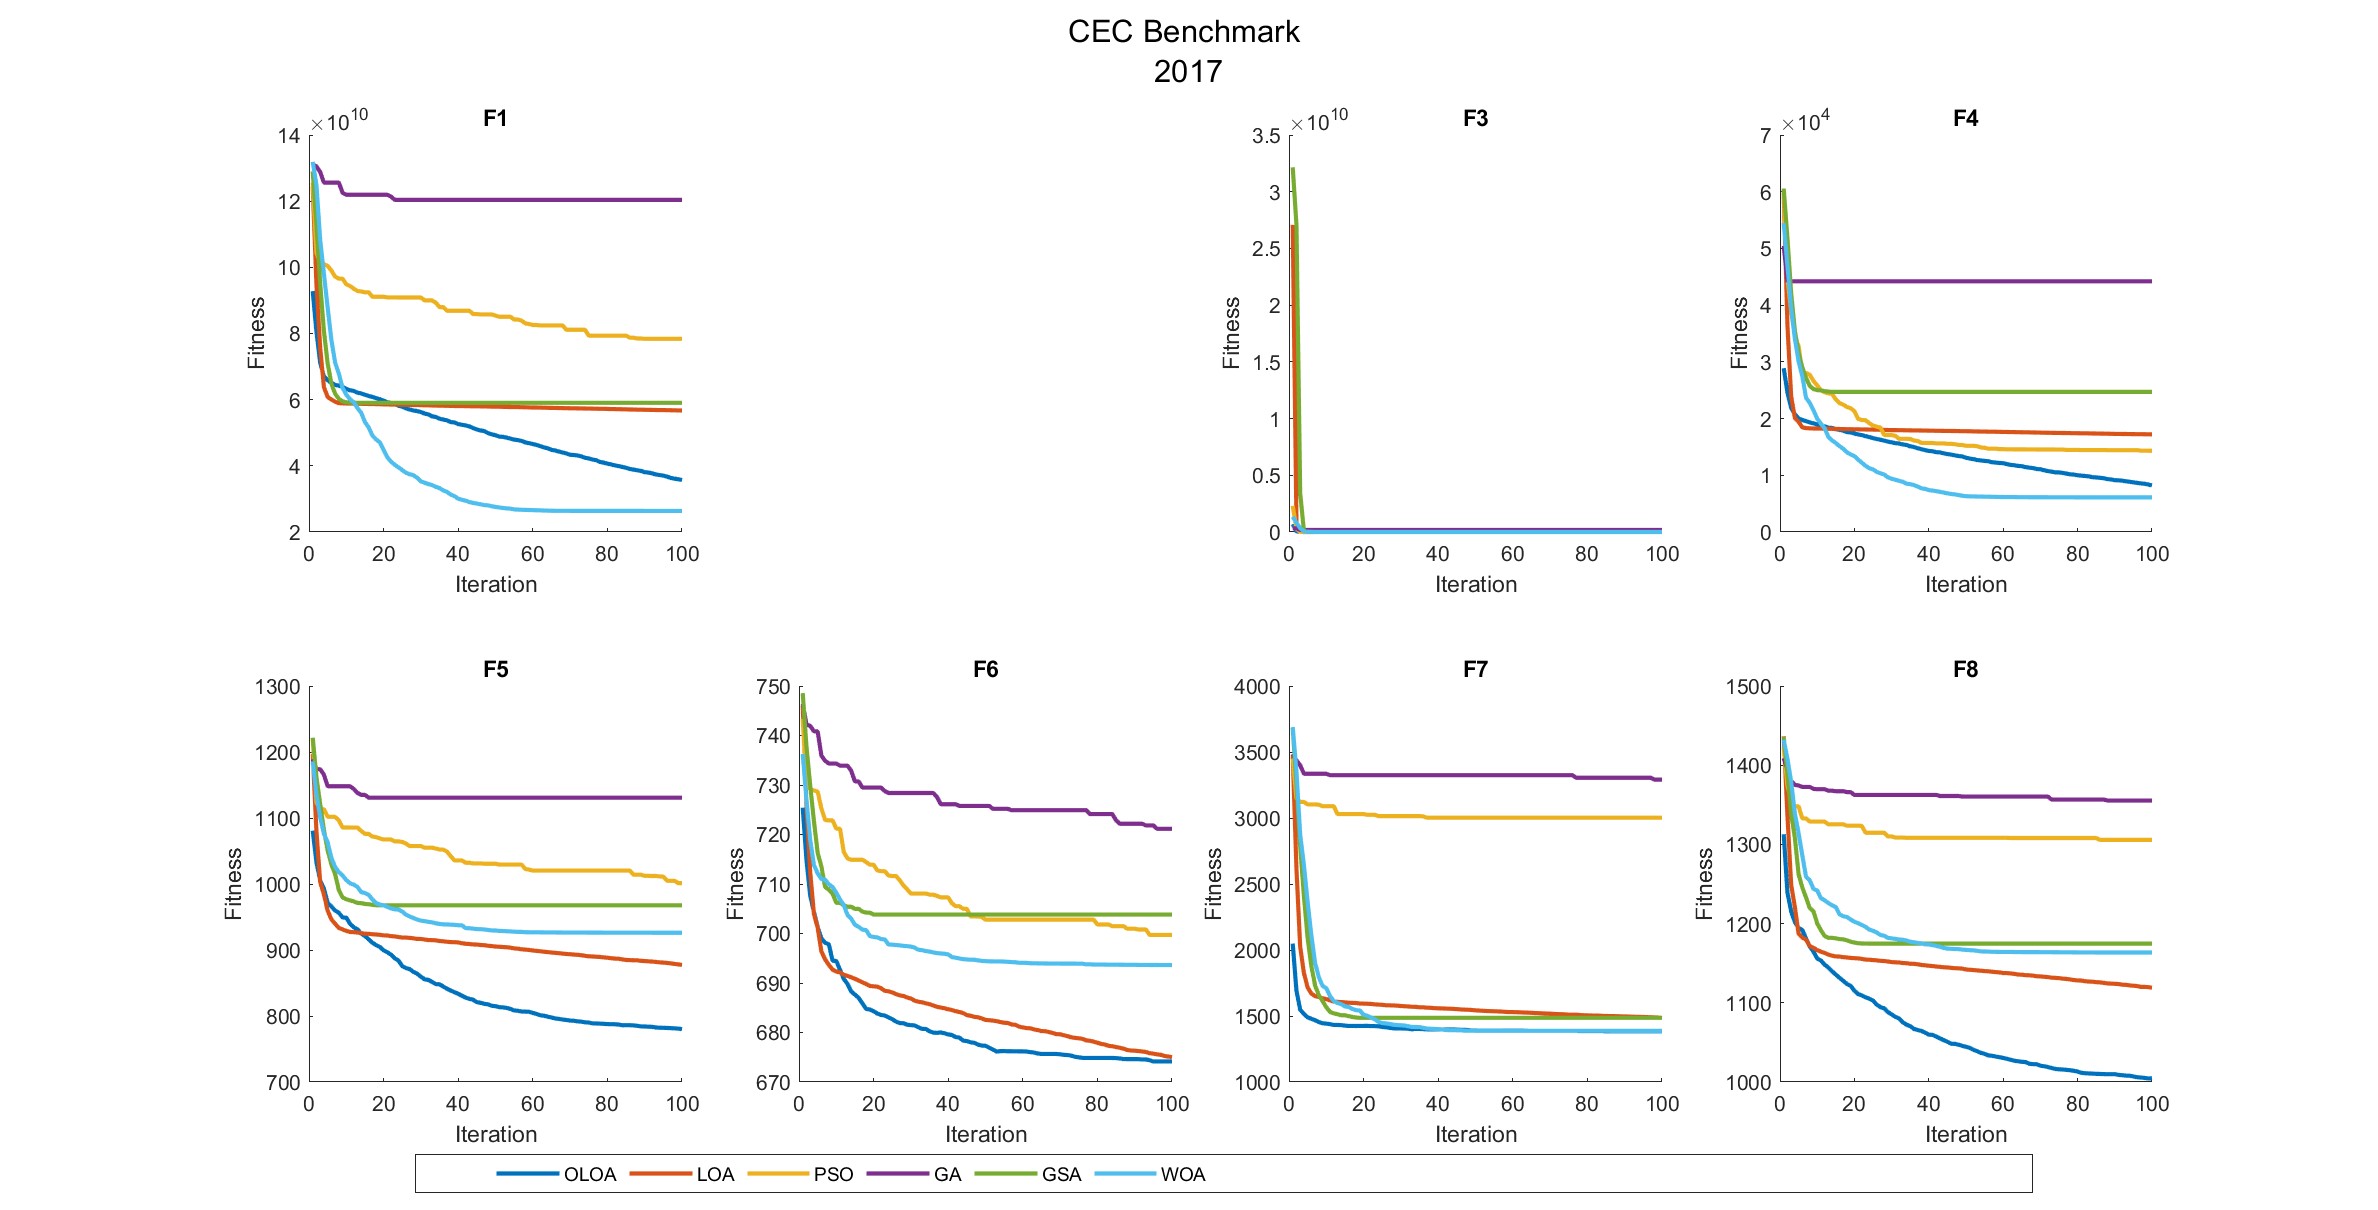 CEC Benchmark
2017
F1
×10^10
14
12
10
8
6
4
2
Fitness
0 20 40 60 80 100
Iteration
F3
×10^10
3.5
3
2.5
2
1.5
1
0.5
0
Fitness
0 20 40 60 80 100
Iteration
F4
×10^4
7
6
5
4
3
2
1
0
Fitness
0 20 40 60 80 100
Iteration
F5
1300
1200
1100
1000
900
800
700
Fitness
0 20 40 60 80 100
Iteration
F6
750
740
730
720
710
700
690
680
670
Fitness
0 20 40 60 80 100
Iteration
F7
4000
3500
3000
2500
2000
1500
1000
Fitness
0 20 40 60 80 100
Iteration
F8
1500
1400
1300
1200
1100
1000
Fitness
0 20 40 60 80 100
Iteration
OLOA LOA PSO GA GSA WOA